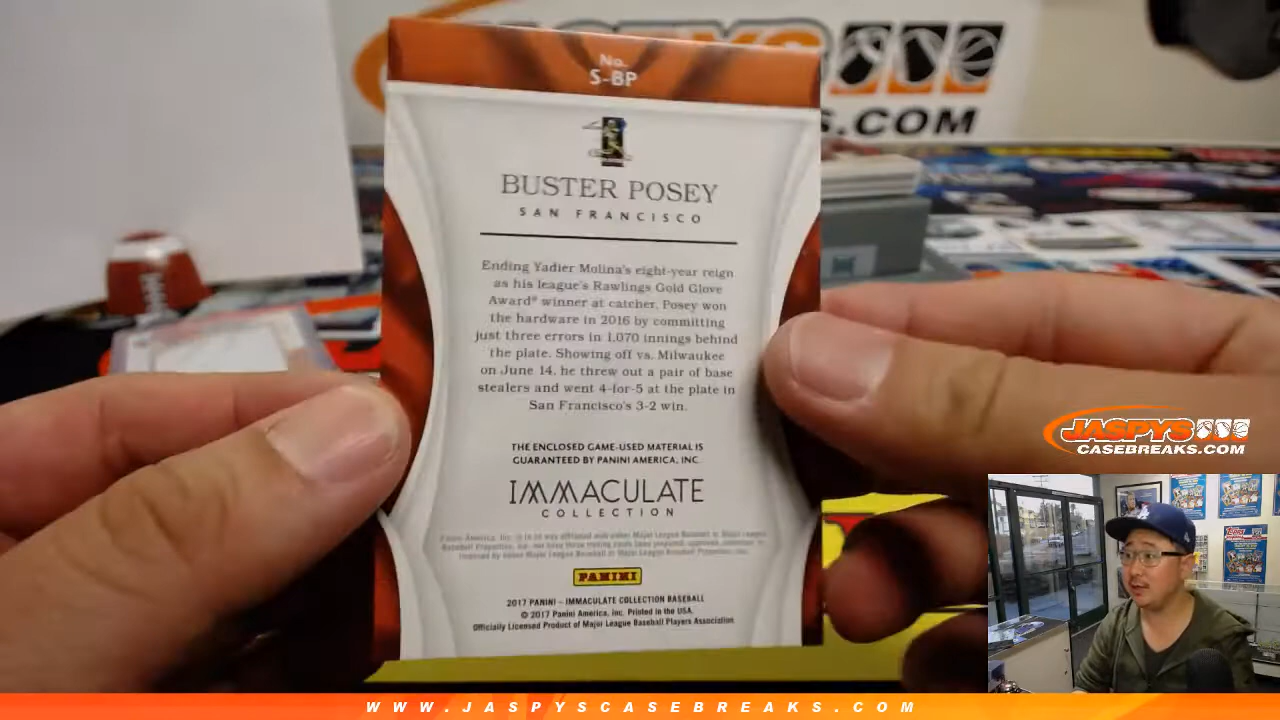 No.
S-BP
BUSTER POSEY
SAN FRANCISCO
Ending Yadier Molina's eight-year reign
as his league's Rawlings Gold Glove
Award® winner at catcher, Posey won
the hardware in 2016 by committing
just three errors in 1,070 innings behind
the plate. Showing off vs. Milwaukee
on June 14, he threw out a pair of base
stealers and went 4-for-5 at the plate in
San Francisco's 3-2 win.
THE ENCLOSED GAME-USED MATERIAL IS
GUARANTEED BY PANINI AMERICA, INC.
IMMACULATE
COLLECTION
PANINI
2017 PANINI – IMMACULATE COLLECTION BASEBALL
© 2017 Panini America, Inc. Printed in the USA.
Officially Licensed Product of Major League Baseball Players Association
.COM
JASPYS
CASEBREAKS.COM
WWW.JASPYSCASEBREAKS.COM